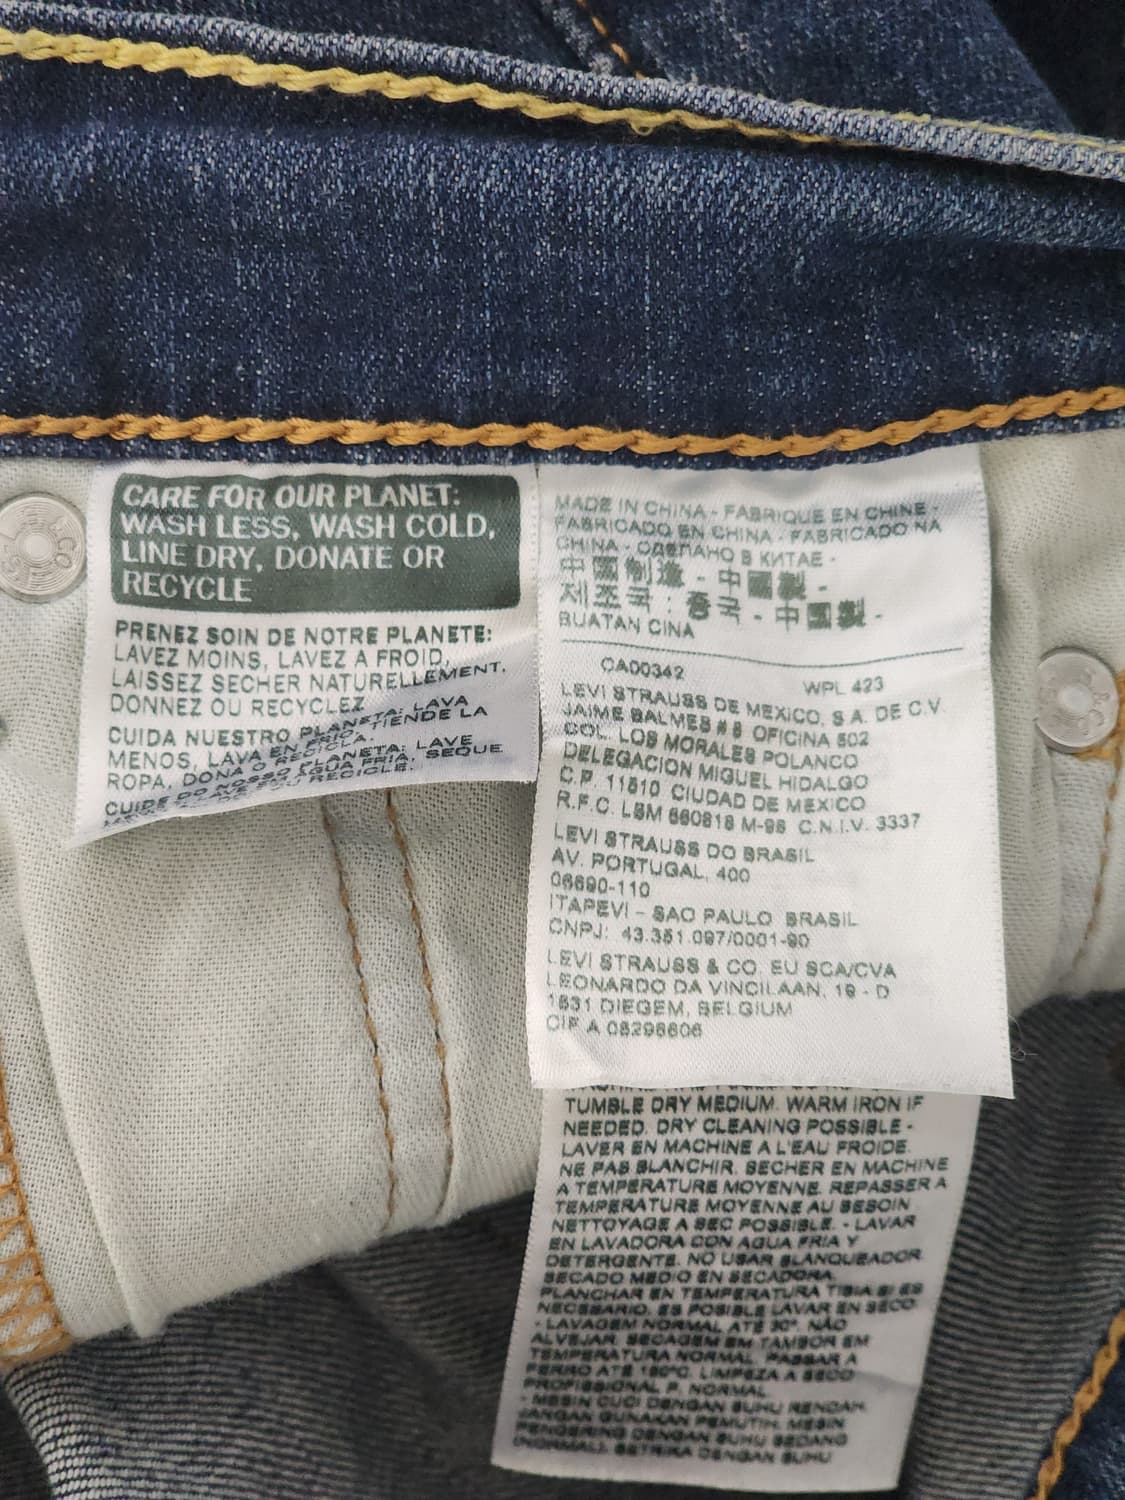 CARE FOR OUR PLANET:
WASH LESS, WASH COLD,
LINE DRY, DONATE OR
RECYCLE
PRENEZ SOIN DE NOTRE PLANETE:
LAVEZ MOINS, LAVEZ A FROID,
LAISSEZ SECHER NATURELLEMENT.
DONNEZ OU RECYCLEZ
CUIDA NUESTRO PLANETA: LAVA
MENOS, LAVA EN FRIO, TIENDE LA
ROPA, DONA O RECICLA.
CUIDE DO NOSSO PLANETA: LAVE
MADE IN CHINA - FABRIQUE EN CHINE -
FABRICADO EN CHINA - FABRICADO NA
CHINA - СДЕЛАНО В КИТАЕ -
中國制造 - 中國製 -
제조국 : 중국 - 中國製 -
BUATAN CINA
CA00342 WPL 423
LEVI STRAUSS DE MEXICO, S.A. DE C.V.
JAIME BALMES # 8 OFICINA 602
COL. LOS MORALES POLANCO
DELEGACION MIGUEL HIDALGO
C.P. 11510 CIUDAD DE MEXICO
R.F.C. LSM 660818 M-96 C.N.I.V. 3337
LEVI STRAUSS DO BRASIL
AV. PORTUGAL, 400
06690-110
ITAPEVI - SAO PAULO BRASIL
CNPJ: 43.351.097/0001-90
LEVI STRAUSS & CO. EU SCA/CVA
LEONARDO DA VINCILAAN, 19 - D
1831 DIEGEM, BELGIUM
CIF A 08296606
TUMBLE DRY MEDIUM. WARM IRON IF
NEEDED. DRY CLEANING POSSIBLE -
LAVER EN MACHINE A L'EAU FROIDE.
NE PAS BLANCHIR. SECHER EN MACHINE
A TEMPERATURE MOYENNE. REPASSER A
TEMPERATURE MOYENNE AU BESOIN
NETTOYAGE A SEC POSSIBLE. - LAVAR
EN LAVADORA CON AGUA FRIA Y
DETERGENTE. NO USAR BLANQUEADOR
SECADO MEDIO EN SECADORA.
PLANCHAR EN TEMPERATURA TIBIA SI ES
NECESARIO. ES POSIBLE LAVAR EN SECO
- LAVAGEM NORMAL ATÉ 30°. NÃO
ALVEJAR. SECAGEM EM TAMBOR EM
TEMPERATURA NORMAL. PASSAR A
FERRO ATÉ 150°C. LIMPEZA A SECO
PROFISSIONAL P. NORMAL
- MESIN CUCI DENGAN SUHU RENDAH.
JANGAN GUNAKAN PEMUTIH. MESIN
PENGERING DENGAN SUHU SEDANG
(NORMAL). SETRIKA DENGAN SUHU